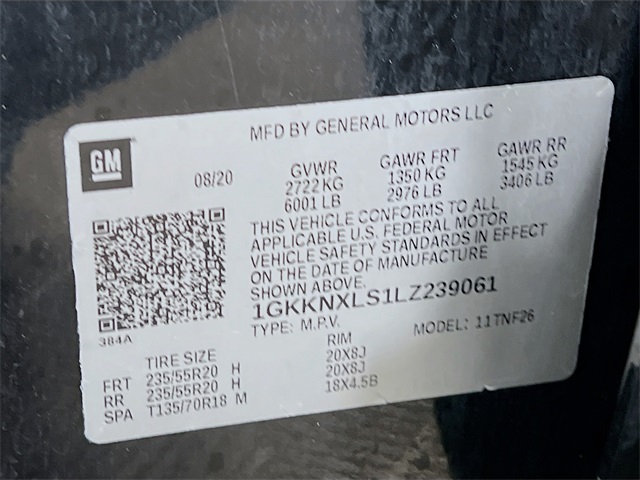 MFD BY GENERAL MOTORS LLC
GM
08/20
GVWR GAWR FRT GAWR RR
2722 KG 1350 KG 1545 KG
6001 LB 2976 LB 3406 LB
THIS VEHICLE CONFORMS TO ALL
APPLICABLE U.S. FEDERAL MOTOR
VEHICLE SAFETY STANDARDS IN EFFECT
ON THE DATE OF MANUFACTURE
SHOWN ABOVE.
1GKKNXLS1LZ239061
TYPE: M.P.V. MODEL: 11TNF26
384A
TIRE SIZE RIM
FRT 235/55R20 H 20X8J
RR 235/55R20 H 20X8J
SPA T135/70R18 M 18X4.5B